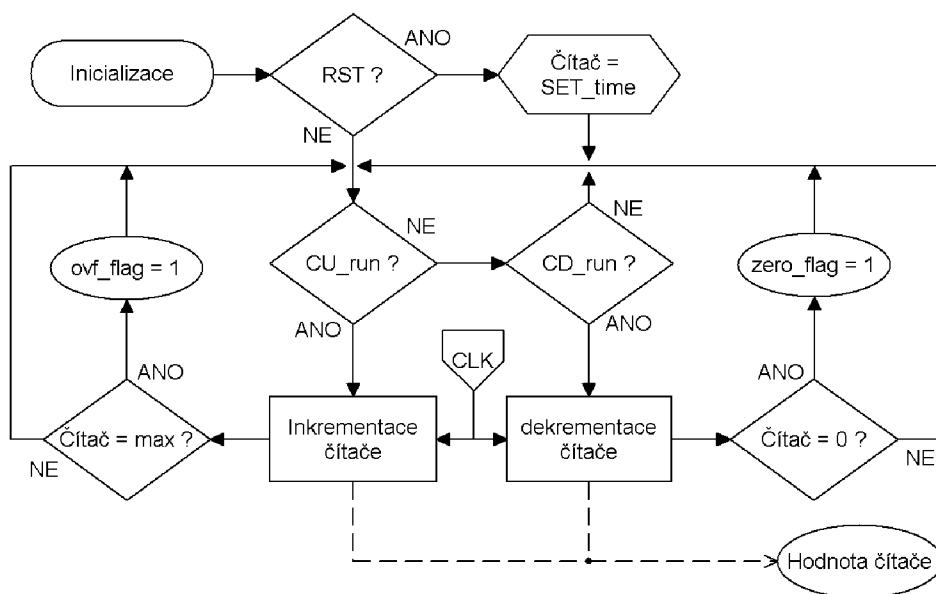 ANO
Inicializace
RST ?
Čítač =
SET_time
NE
NE
NE
ovf_flag = 1
CU_run ?
CD_run ?
zero_flag = 1
ANO
ANO
CLK
ANO
ANO
Čítač = max ?
Inkrementace
čítače
dekrementace
čítače
Čítač = 0 ?
NE
NE
Hodnota čítače